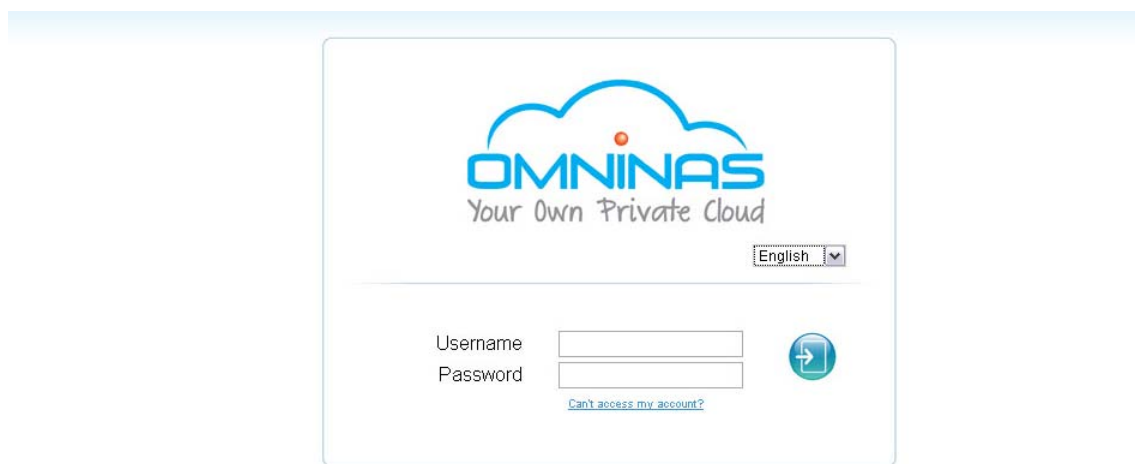 OMNINAS
Your Own Private Cloud
English
Username
Password
Can't access my account?